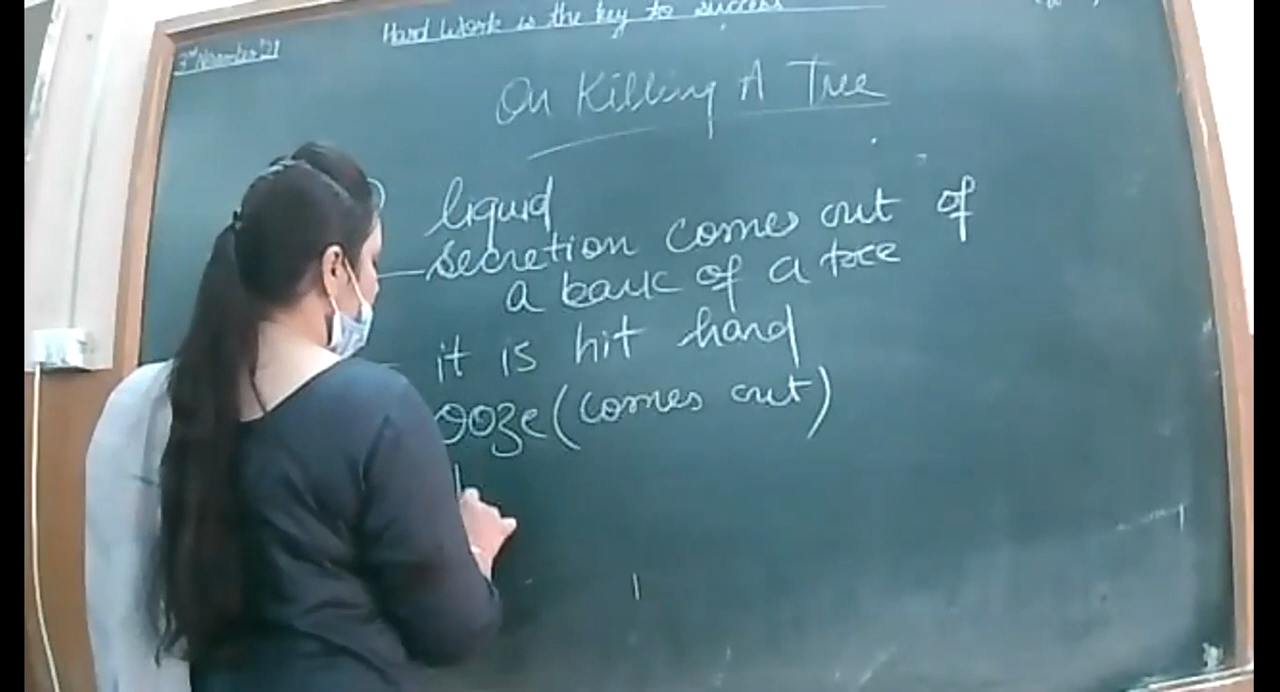 Hard Work is the key to success
On Killing A Tree
liquid
secretion comes out of
a bark of a tree
it is hit hard
ooze (comes out)